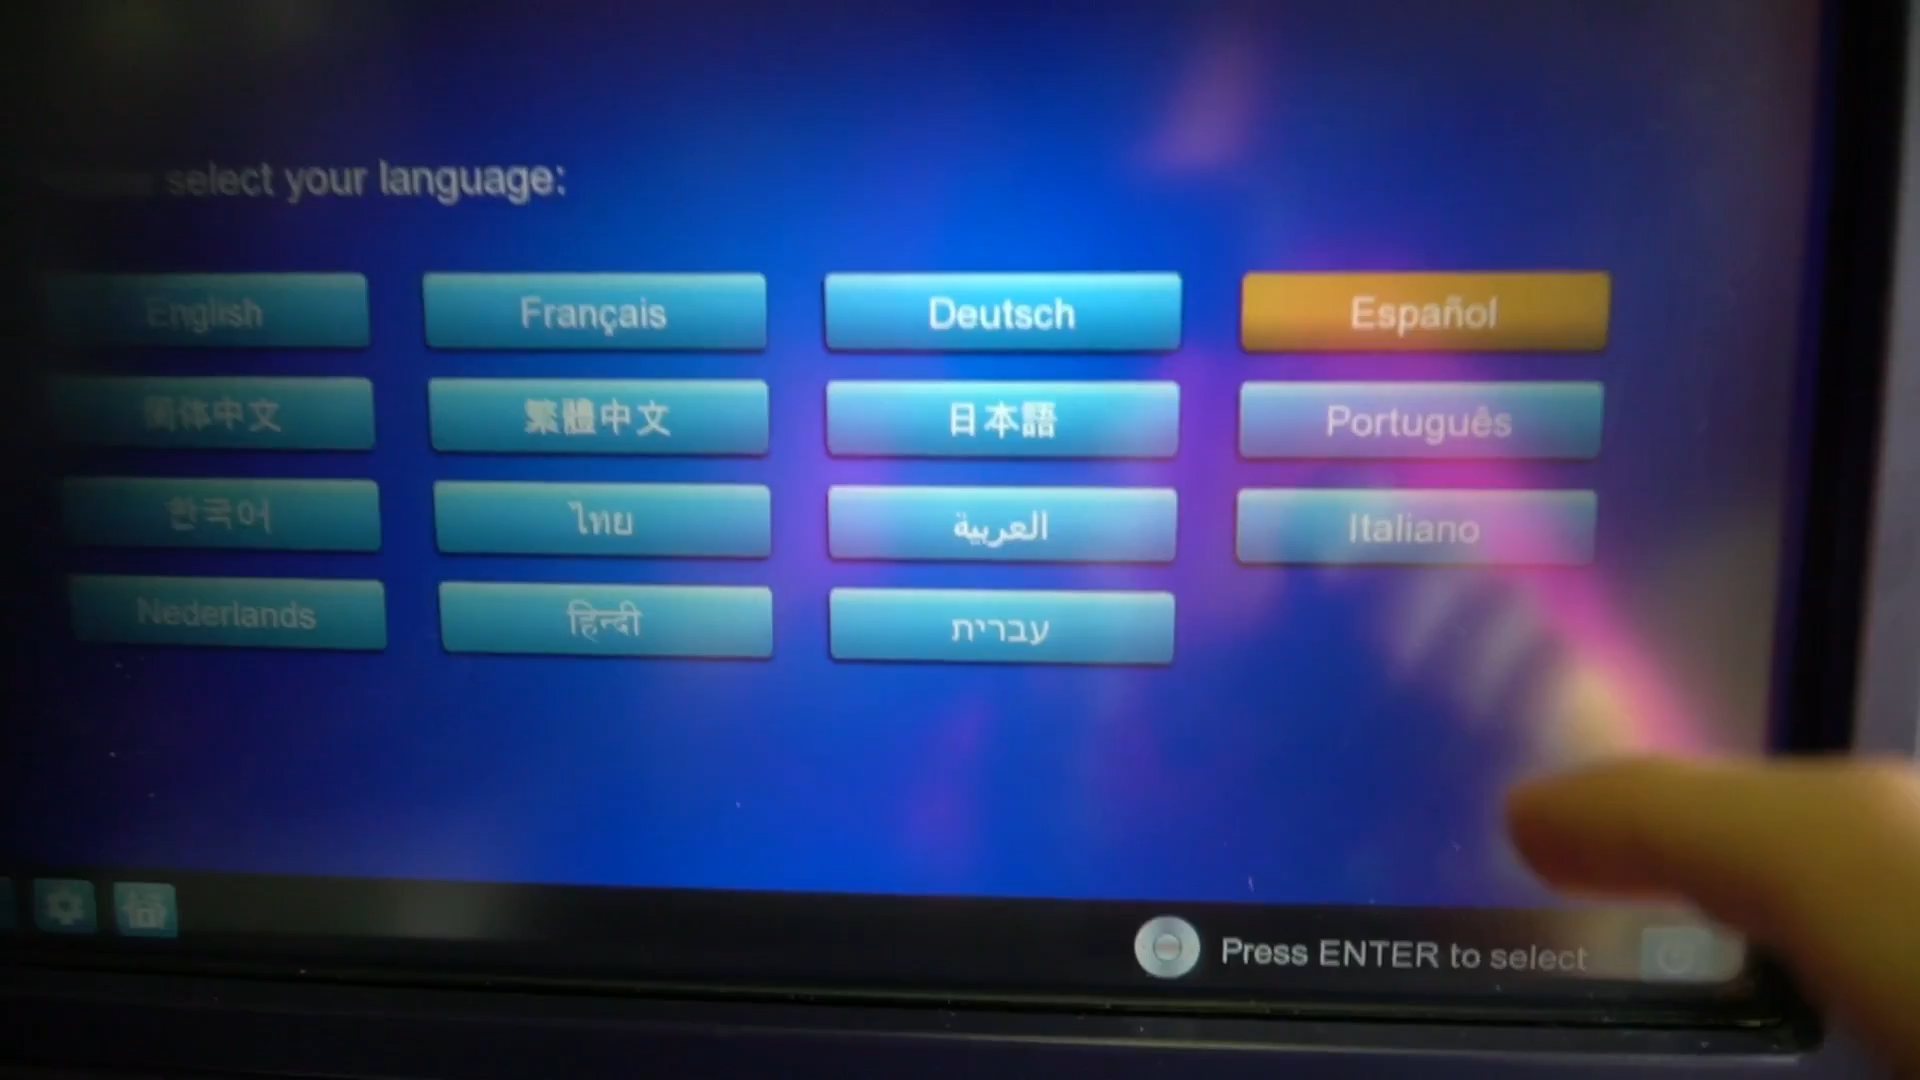 select your language:
English Français Deutsch Español
简体中文 繁體中文 日本語 Português
한국어 ไทย العربية Italiano
Nederlands हिन्दी עברית
Press ENTER to select